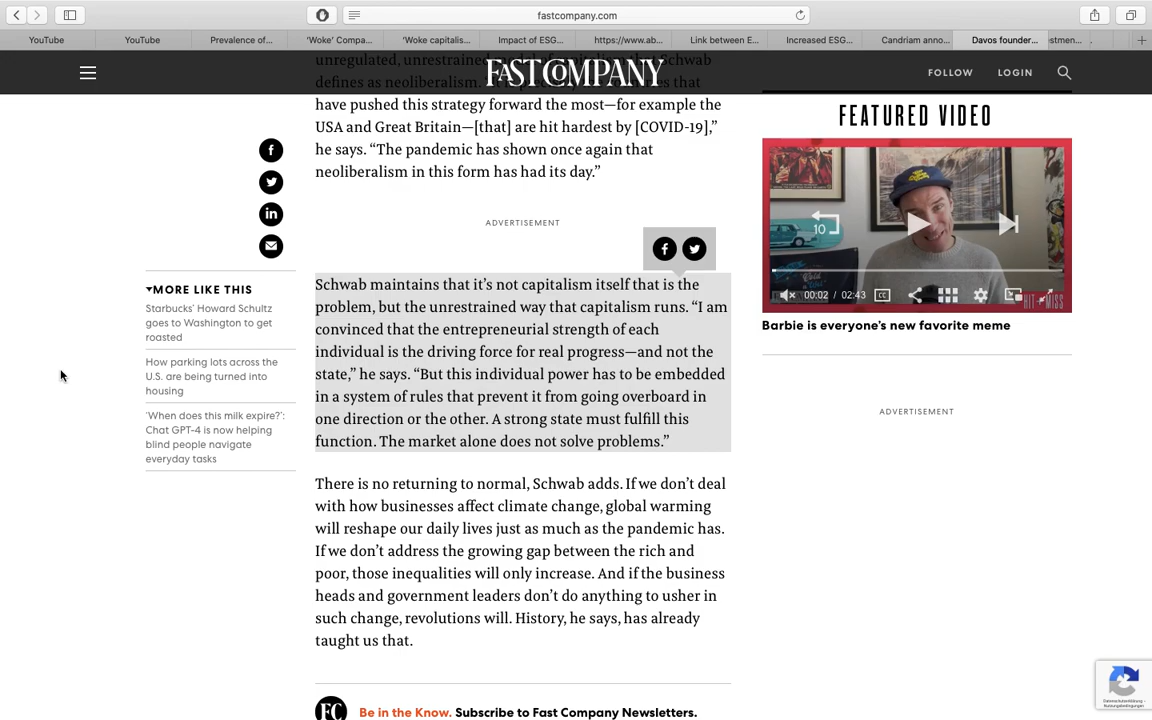 fastcompany.com
YouTube
YouTube
Prevalence of...
'Woke' Compa...
'Woke capitalis...
Impact of ESG...
https://www.ab...
Link between E...
Increased ESG...
Candriam anno...
Davos founder...
FAST COMPANY
FOLLOW
LOGIN
unregulated, unrestrained
Schwab
defines as neoliberalism.
that
have pushed this strategy forward the most—for example the
USA and Great Britain—[that] are hit hardest by [COVID-19],”
he says. “The pandemic has shown once again that
neoliberalism in this form has had its day.”
ADVERTISEMENT
Schwab maintains that it’s not capitalism itself that is the
problem, but the unrestrained way that capitalism runs. “I am
convinced that the entrepreneurial strength of each
individual is the driving force for real progress—and not the
state,” he says. “But this individual power has to be embedded
in a system of rules that prevent it from going overboard in
one direction or the other. A strong state must fulfill this
function. The market alone does not solve problems.”
There is no returning to normal, Schwab adds. If we don’t deal
with how businesses affect climate change, global warming
will reshape our daily lives just as much as the pandemic has.
If we don’t address the growing gap between the rich and
poor, those inequalities will only increase. And if the business
heads and government leaders don’t do anything to usher in
such change, revolutions will. History, he says, has already
taught us that.
FC
Be in the Know. Subscribe to Fast Company Newsletters.
MORE LIKE THIS
Starbucks’ Howard Schultz
goes to Washington to get
roasted
How parking lots across the
U.S. are being turned into
housing
‘When does this milk expire?’:
Chat GPT-4 is now helping
blind people navigate
everyday tasks
FEATURED VIDEO
10
00:02 / 02:43
CC
HIT MISS
Barbie is everyone’s new favorite meme
ADVERTISEMENT
Datenschutzerklärung -
Nutzungsbedingungen